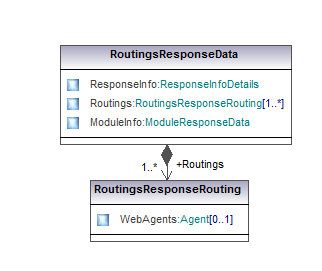 RoutingsResponseData
ResponseInfo:ResponseInfoDetails
Routings:RoutingsResponseRouting[1..*]
ModuleInfo:ModuleResponseData
1..* +Routings
RoutingsResponseRouting
WebAgents:Agent[0..1]